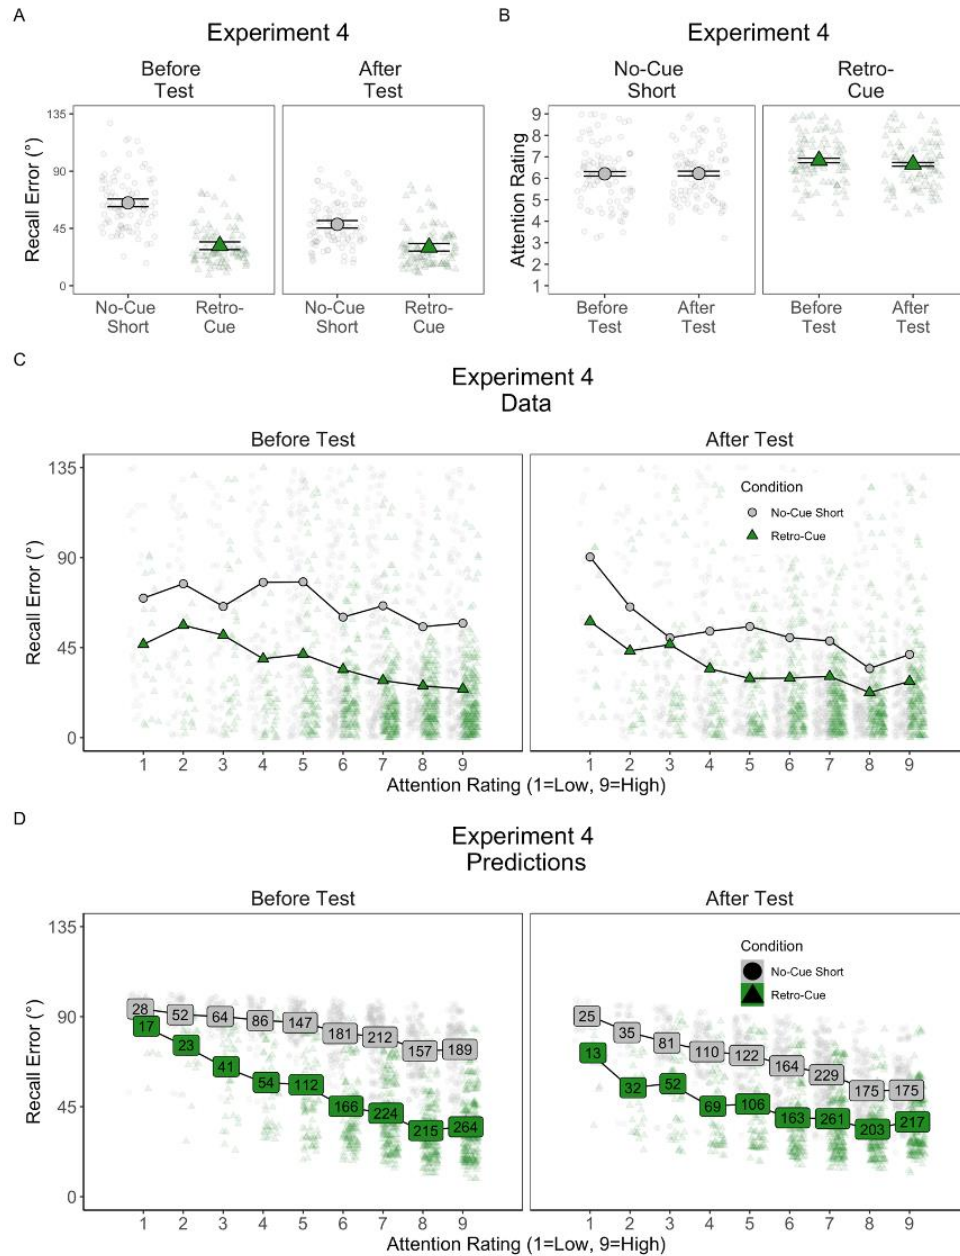 A
Experiment 4
Before
Test
After
Test
Recall Error (°)
135
90
45
0
No-Cue
Short
Retro-
Cue
No-Cue
Short
Retro-
Cue
B
Experiment 4
No-Cue
Short
Retro-
Cue
Attention Rating
9
8
7
6
5
4
3
2
1
Before
Test
After
Test
Before
Test
After
Test
C
Experiment 4
Data
Before Test
After Test
Recall Error (°)
135
90
45
0
Condition
No-Cue Short
Retro-Cue
1 2 3 4 5 6 7 8 9
1 2 3 4 5 6 7 8 9
Attention Rating (1=Low, 9=High)
D
Experiment 4
Predictions
Before Test
After Test
Recall Error (°)
135
90
45
0
Condition
No-Cue Short
Retro-Cue
28 52 64 86 147 181 212 157 189
17 23 41 54 112 166 224 215 264
25 35 81 110 122 164 229 175 175
13 32 52 69 106 163 261 203 217
1 2 3 4 5 6 7 8 9
1 2 3 4 5 6 7 8 9
Attention Rating (1=Low, 9=High)